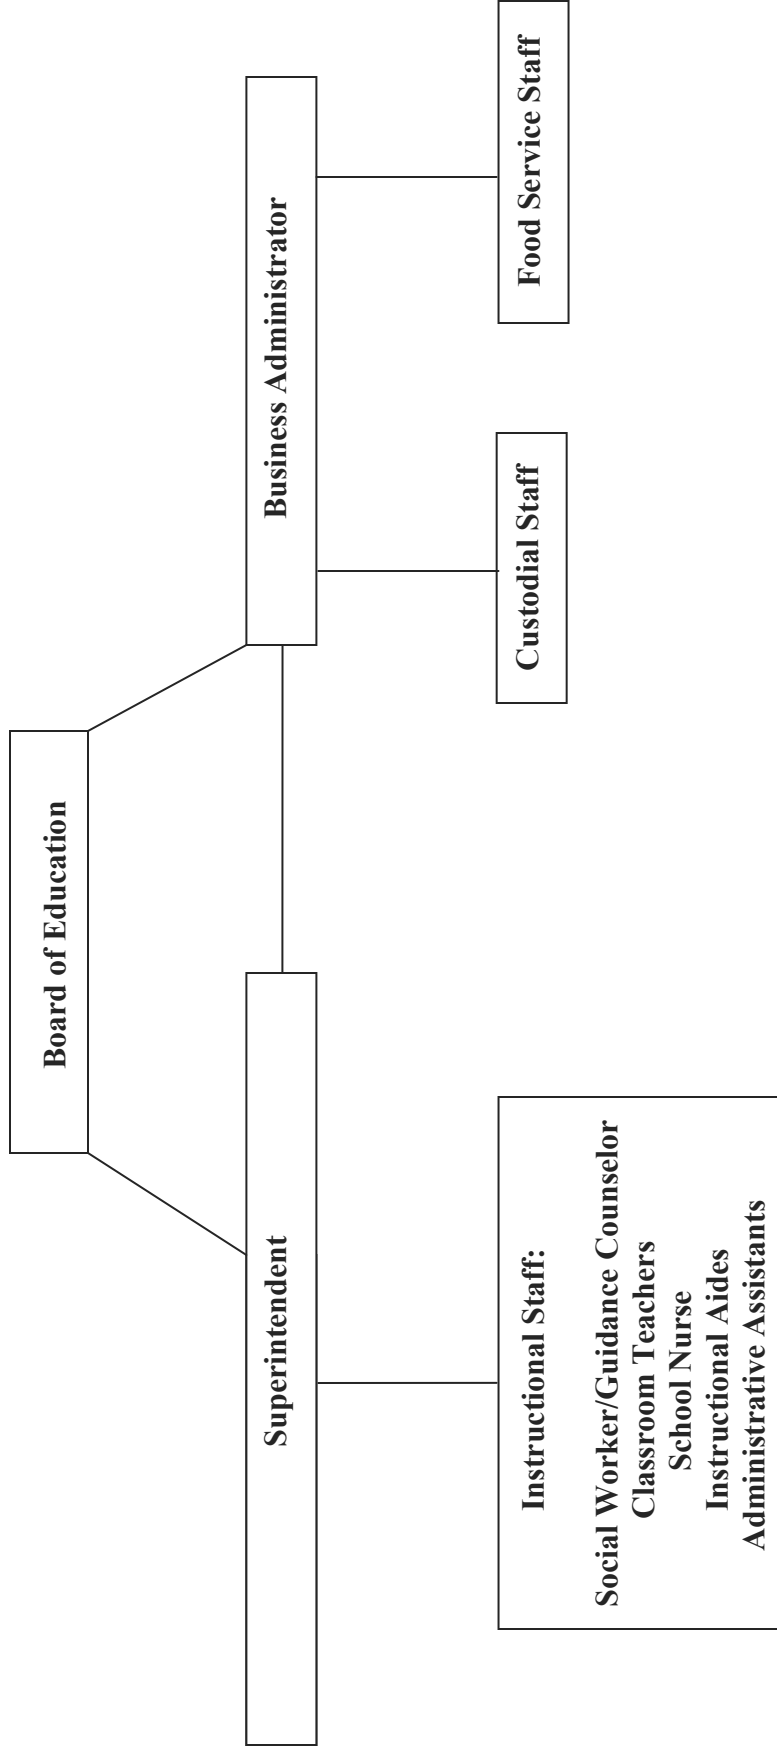 Board of Education
Superintendent
Business Administrator
Instructional Staff:
Social Worker/Guidance Counselor
Classroom Teachers
School Nurse
Instructional Aides
Administrative Assistants
Custodial Staff
Food Service Staff